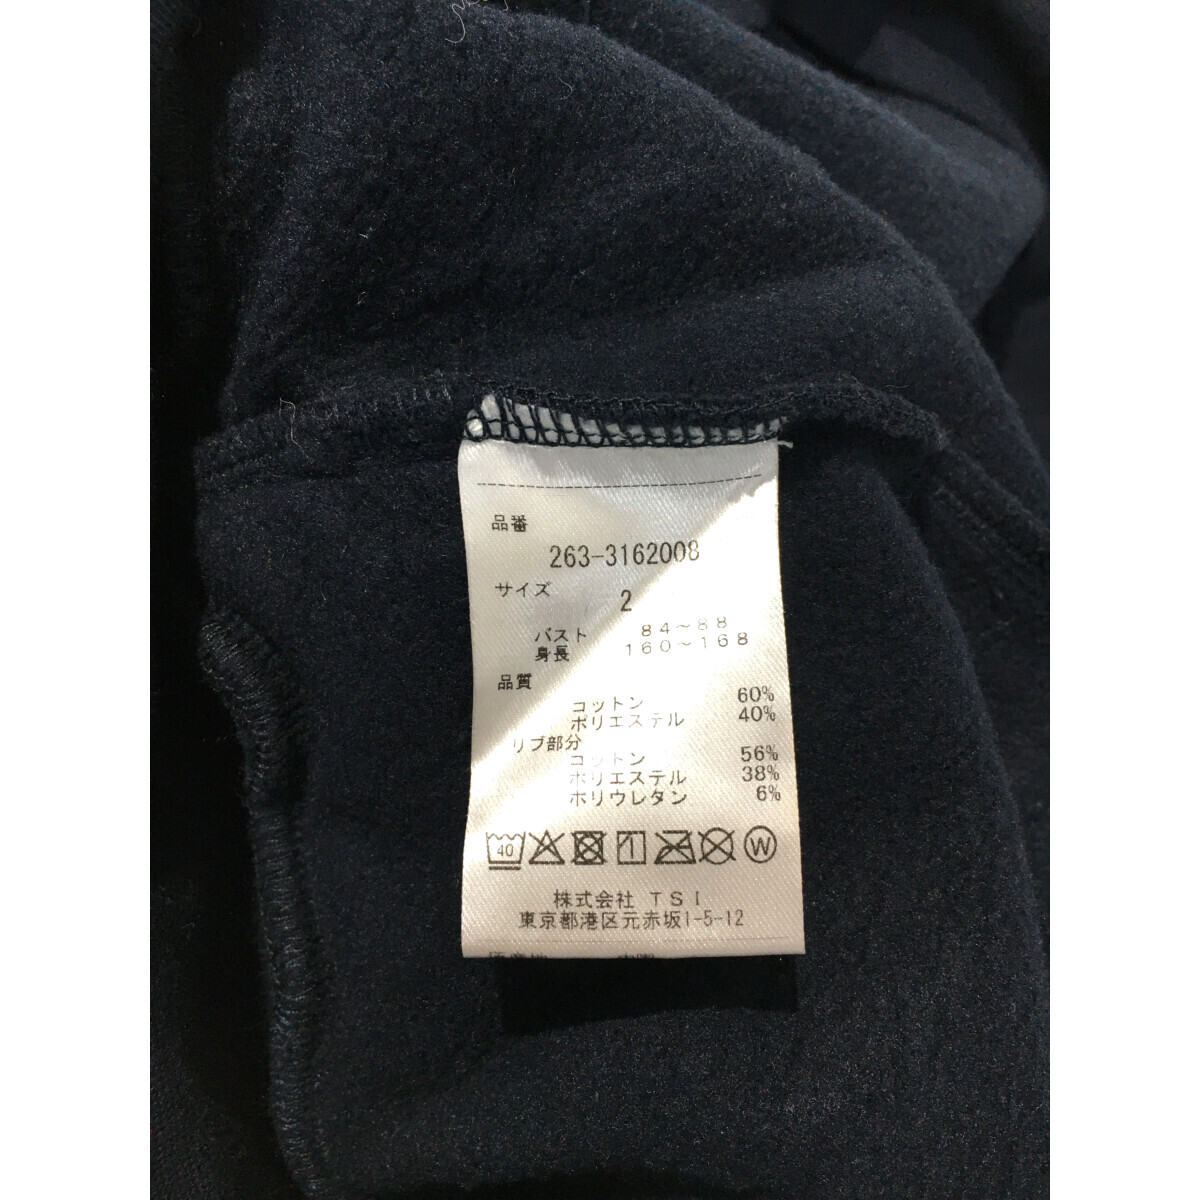 品番
263-3162008
サイズ
2
バスト 84～88
身長 160～168
品質
コットン 60%
ポリエステル 40%
リブ部分
コットン 56%
ポリエステル 38%
ポリウレタン 6%
40 1 W
株式会社 TSI
東京都港区元赤坂1-5-12